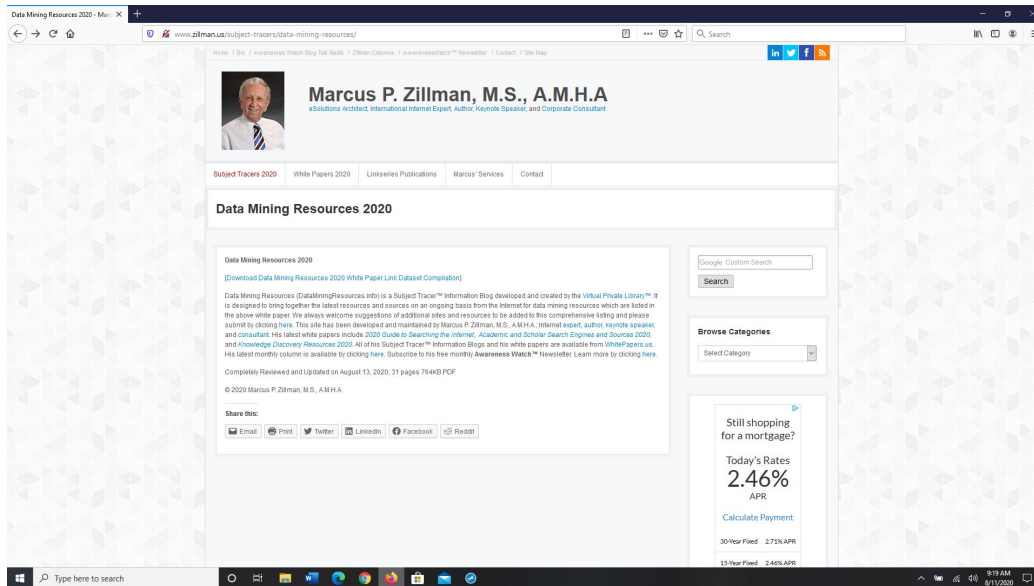 Data Mining Resources 2020 - Marc
www.zillman.us/subject-tracers/data-mining-resources/
Search
Home / Bio / Awareness Watch Blog Talk Radio / Zillman Columns / AwarenessWatch™ Newsletter / Contact / Site Map
Marcus P. Zillman, M.S., A.M.H.A
eSolutions Architect, International Internet Expert, Author, Keynote Speaker, and Corporate Consultant
Subject Tracers 2020
White Papers 2020
Linkseries Publications
Marcus' Services
Contact
Data Mining Resources 2020
Data Mining Resources 2020
[Download Data Mining Resources 2020 White Paper Link Dataset Compilation]
Data Mining Resources (DataMiningResources.info) is a Subject Tracer™ Information Blog developed and created by the Virtual Private Library™. It
is designed to bring together the latest resources and sources on an ongoing basis from the Internet for data mining resources which are listed in
the above white paper. We always welcome suggestions of additional sites and resources to be added to this comprehensive listing and please
submit by clicking here. This site has been developed and maintained by Marcus P. Zillman, M.S., A.M.H.A.; Internet expert, author, keynote speaker,
and consultant. His latest white papers include 2020 Guide to Searching the Internet, Academic and Scholar Search Engines and Sources 2020,
and Knowledge Discovery Resources 2020. All of his Subject Tracer™ Information Blogs and his white papers are available from WhitePapers.us.
His latest monthly column is available by clicking here. Subscribe to his free monthly Awareness Watch™ Newsletter. Learn more by clicking here.
Completely Reviewed and Updated on August 13, 2020; 31 pages 764KB PDF
© 2020 Marcus P. Zillman, M.S., A.M.H.A.
Share this:
Email
Print
Twitter
LinkedIn
Facebook
Reddit
Google Custom Search
Search
Browse Categories
Select Category
Still shopping
for a mortgage?
Today's Rates
2.46%
APR
Calculate Payment
30-Year Fixed 2.71% APR
15-Year Fixed 2.46% APR
Type here to search
9:19 AM
8/11/2020